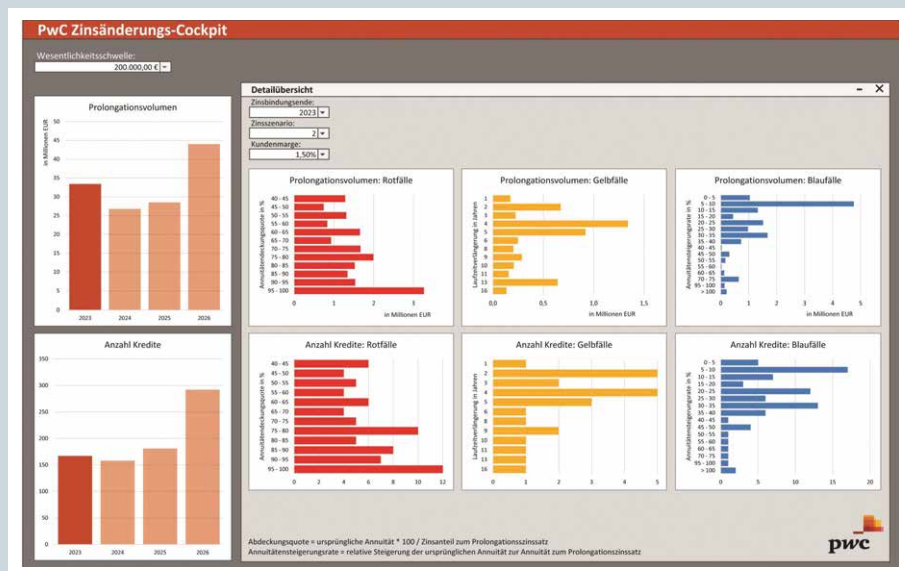 PwC Zinsänderungs-Cockpit
Wesentlichkeitsschwelle:
200.000,00 €
Prolongationsvolumen
in Millionen EUR
50
45
40
35
30
25
20
15
10
5
0
2023 2024 2025 2026
Anzahl Kredite
350
300
250
200
150
100
50
0
2023 2024 2025 2026
Detailübersicht
Zinsbindungsende:
2023
Zinsszenario:
2
Kundenmarge:
1,50%
Prolongationsvolumen: Rotfälle
Annuitätendeckungsquote in %
40 - 45
45 - 50
50 - 55
55 - 60
60 - 65
65 - 70
70 - 75
75 - 80
80 - 85
85 - 90
90 - 95
95 - 100
0 1 2 3
in Millionen EUR
Prolongationsvolumen: Gelbfälle
Laufzeitverlängerung in Jahren
1
2
3
4
5
6
8
9
10
11
13
16
0,0 0,5 1,0 1,5
in Millionen EUR
Prolongationsvolumen: Blaufälle
Annuitätensteigerungsrate in %
0 - 5
5 - 10
10 - 15
15 - 20
20 - 25
25 - 30
30 - 35
35 - 40
40 - 45
45 - 50
50 - 55
55 - 60
60 - 65
70 - 75
95 - 100
> 100
0 1 2 3 4 5
in Millionen EUR
Anzahl Kredite: Rotfälle
Annuitätendeckungsquote in %
40 - 45
45 - 50
50 - 55
55 - 60
60 - 65
65 - 70
70 - 75
75 - 80
80 - 85
85 - 90
90 - 95
95 - 100
0 2 4 6 8 10 12
Anzahl Kredite: Gelbfälle
Laufzeitverlängerung in Jahren
1
2
3
4
5
6
8
9
10
11
13
16
0 1 2 3 4 5
Anzahl Kredite: Blaufälle
Annuitätensteigerungsrate in %
0 - 5
5 - 10
10 - 15
15 - 20
20 - 25
25 - 30
30 - 35
35 - 40
40 - 45
45 - 50
50 - 55
55 - 60
60 - 65
70 - 75
95 - 100
> 100
0 5 10 15 20
Abdeckungsquote = ursprüngliche Annuität * 100 / Zinsanteil zum Prolongationsszinssatz
Annuitätensteigerungsrate = relative Steigerung der ursprünglichen Annuität zur Annuität zum Prolongationszinssatz
pwc